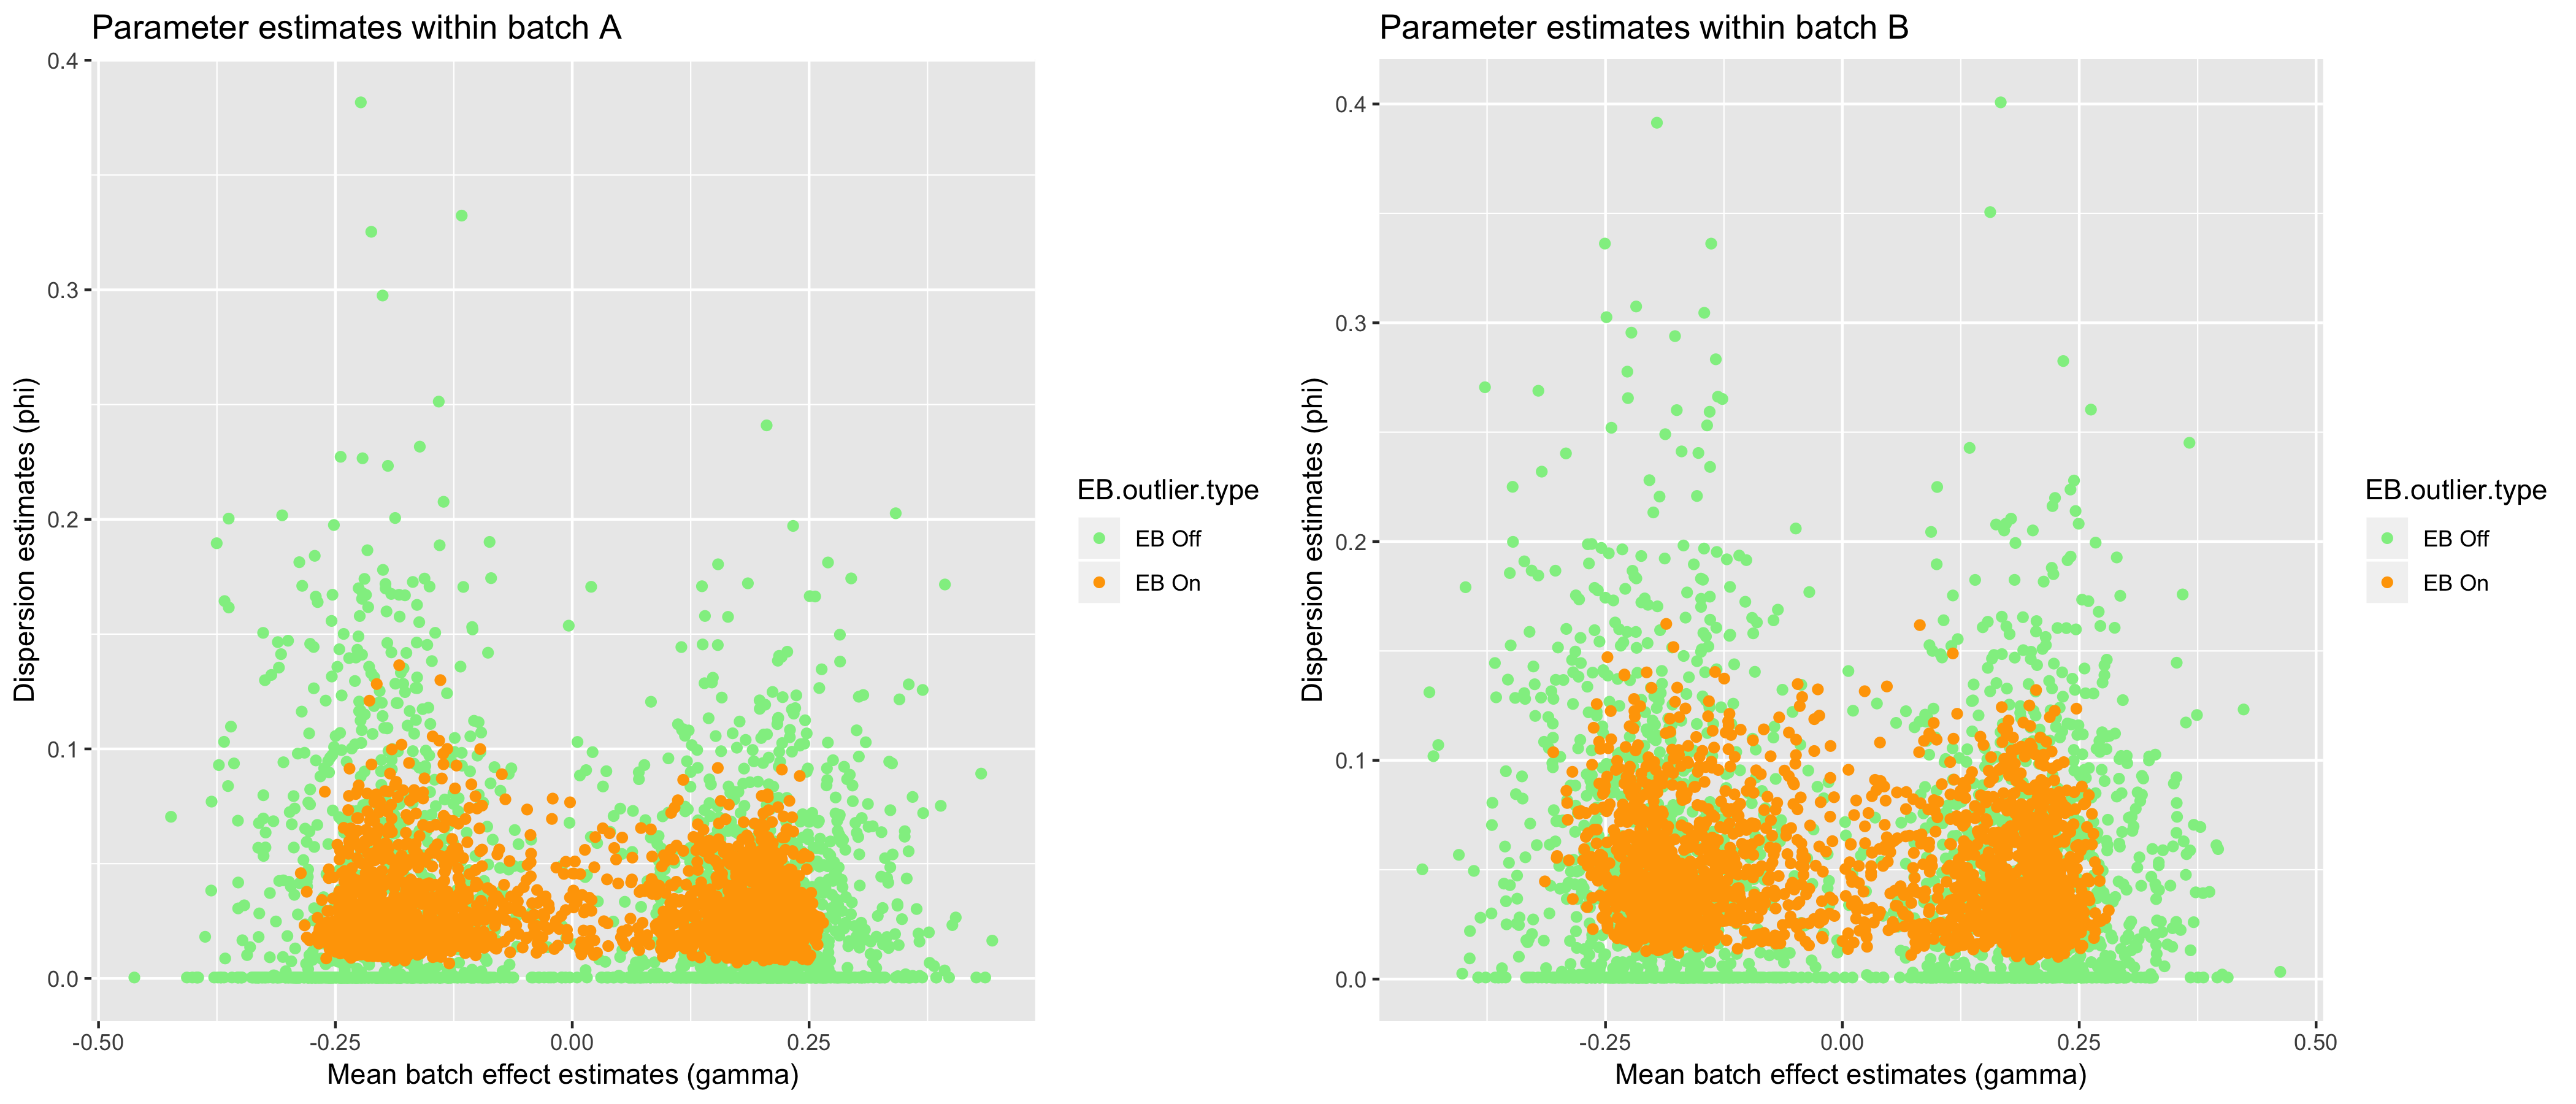 Parameter estimates within batch A
Dispersion estimates (phi)
0.4
0.3
0.2
0.1
0.0
-0.50
-0.25
0.00
0.25
Mean batch effect estimates (gamma)
EB.outlier.type
EB Off
EB On
Parameter estimates within batch B
Dispersion estimates (phi)
0.4
0.3
0.2
0.1
0.0
-0.25
0.00
0.25
0.50
Mean batch effect estimates (gamma)
EB.outlier.type
EB Off
EB On